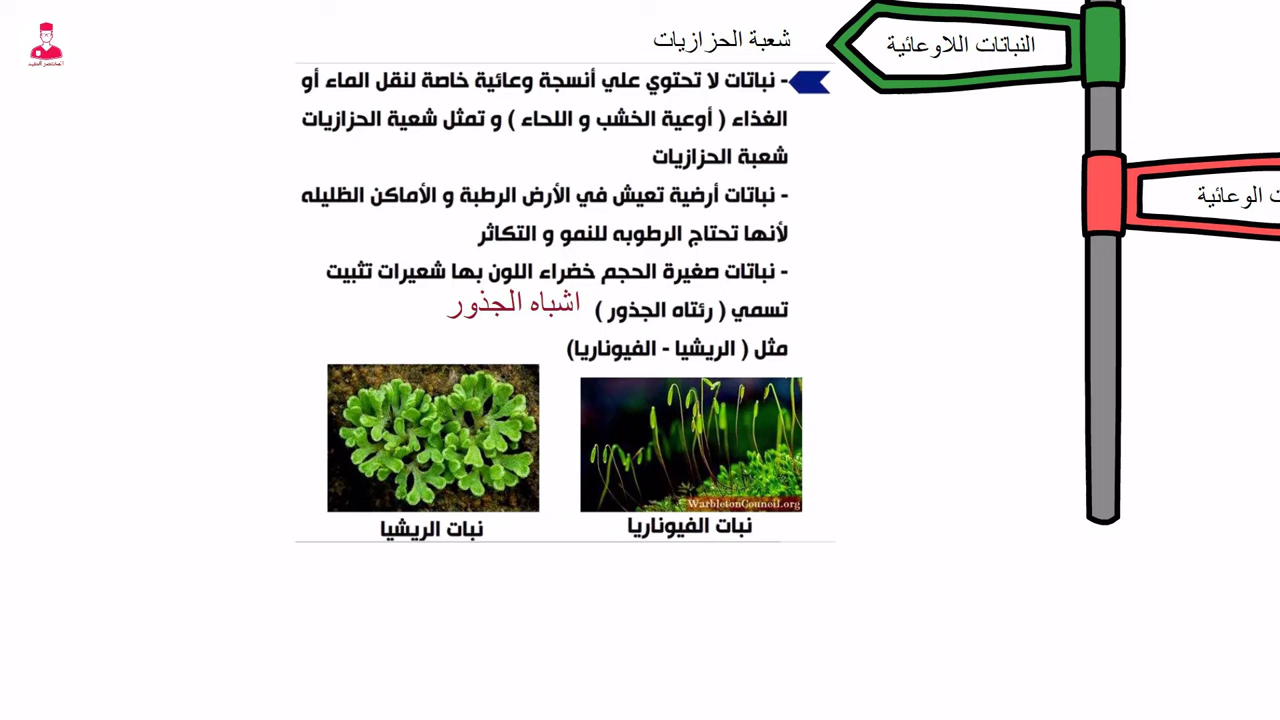 النباتات اللاوعائية
شعبة الحزازيات
- نباتات لا تحتوي علي أنسجة وعائية خاصة لنقل الماء أو
الغذاء ( أوعية الخشب و اللحاء ) و تمثل شعبة الحزازيات
شعبة الحزازيات
- نباتات أرضية تعيش في الأرض الرطبة و الأماكن الظليله
لأنها تحتاج الرطوبه للنمو و التكاثر
- نباتات صغيرة الحجم خضراء اللون بها شعيرات تثبيت
تسمي ( رئتاه الجذور ) اشباه الجذور
مثل ( الريشيا - الفيوناريا)
WarbletonCouncil.org
نبات الفيوناريا
نبات الريشيا
ت الوعائية